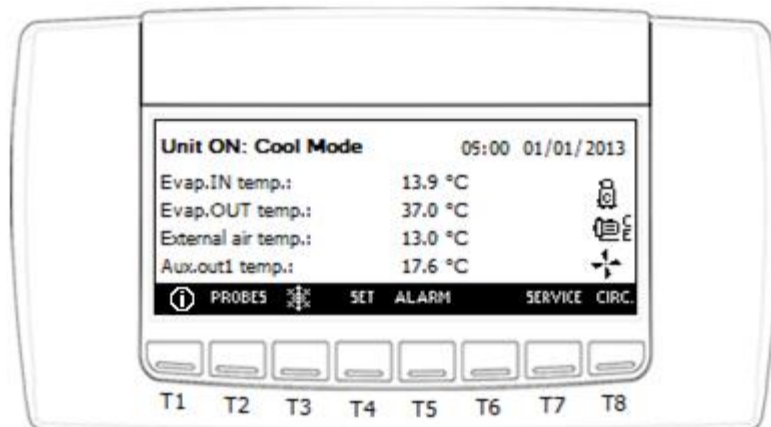 Unit ON: Cool Mode 05:00 01/01/2013
Evap.IN temp.: 13.9 °C
Evap.OUT temp.: 37.0 °C
External air temp.: 13.0 °C
Aux.out1 temp.: 17.6 °C
C
C
E
i PROBES SET ALARM SERVICE CIRC.
T1 T2 T3 T4 T5 T6 T7 T8